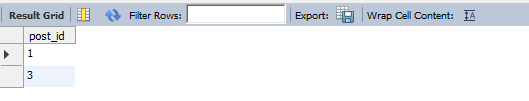 Result Grid Filter Rows: Export: Wrap Cell Content:
post_id
1
3